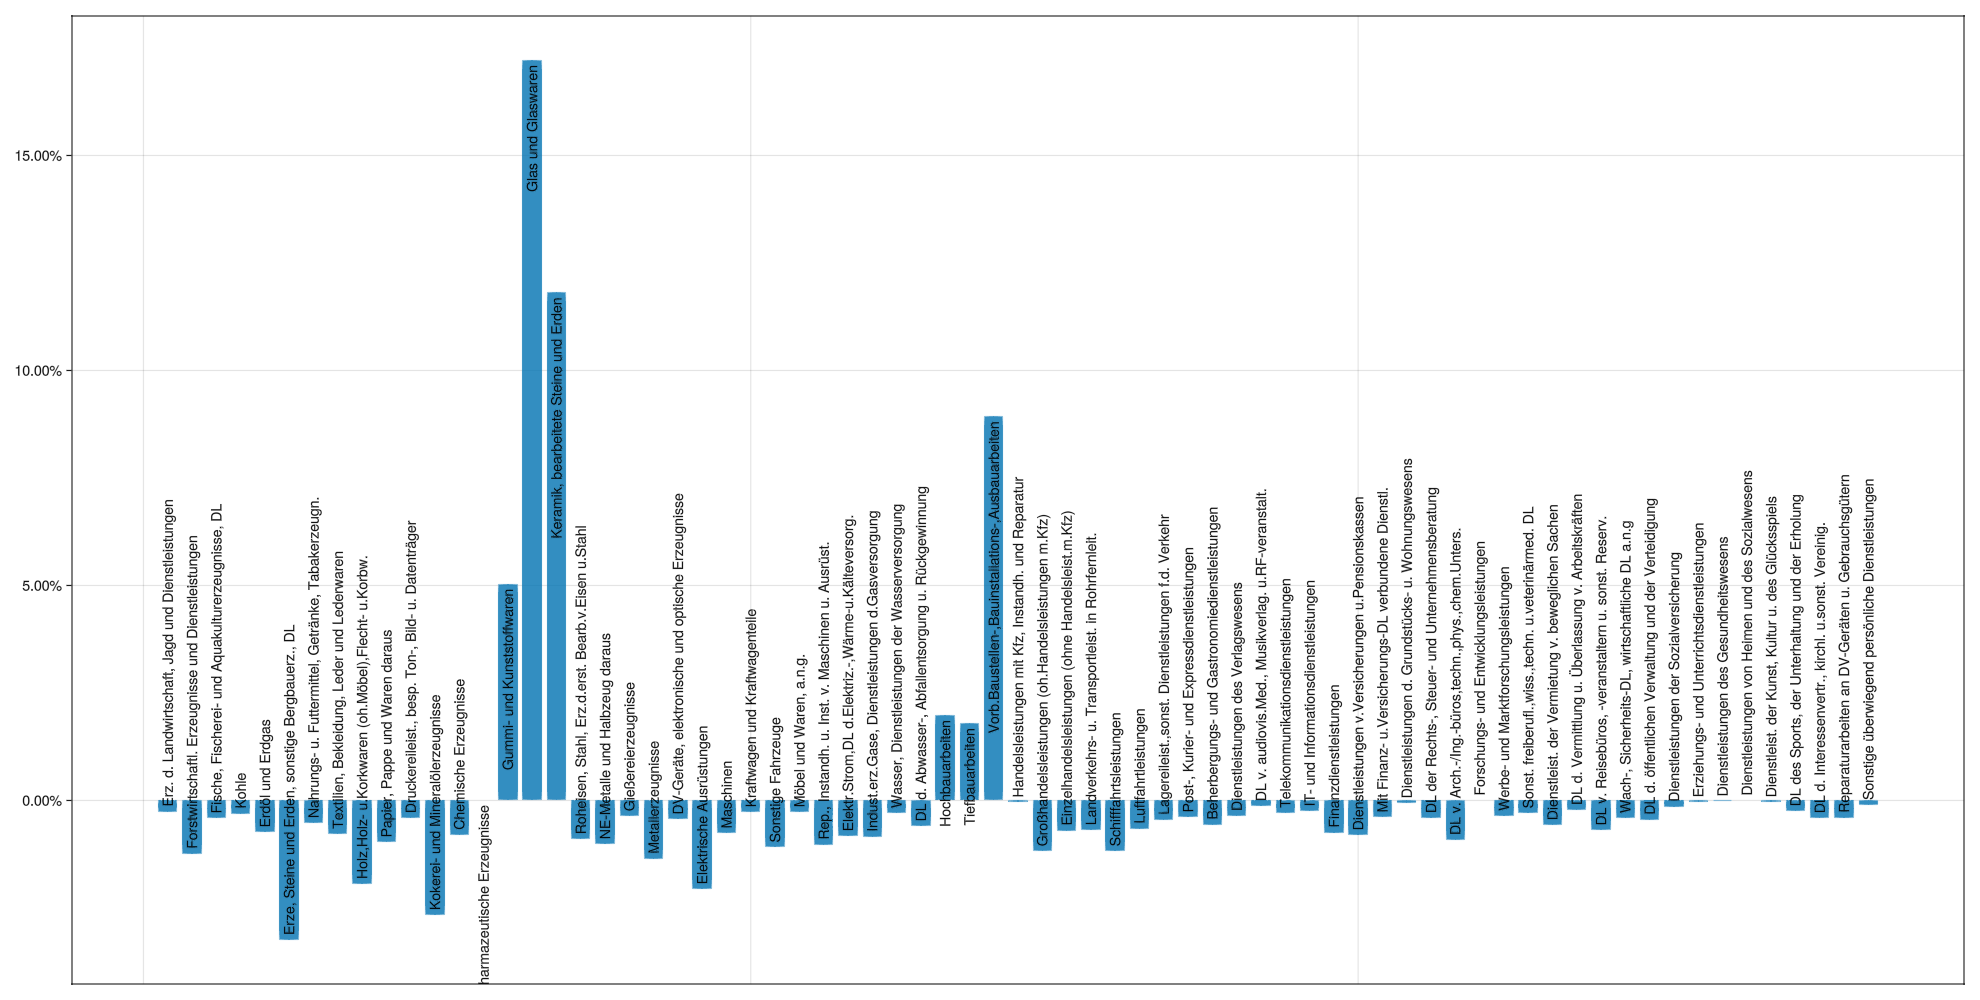 15.00%
10.00%
5.00%
0.00%
Erz. d. Landwirtschaft, Jagd und Dienstleistungen
Forstwirtschaftl. Erzeugnisse und Dienstleistungen
Fische, Fischerei- und Aquakulturerzeugnisse, DL
Kohle
Erdöl und Erdgas
Erze, Steine und Erden, sonstige Bergbauerz., DL
Nahrungs- u. Futtermittel, Getränke, Tabakerzeugn.
Textilien, Bekleidung, Leder und Lederwaren
Holz,Holz- u.Korkwaren (oh.Möbel),Flecht- u.Korbw.
Papier, Pappe und Waren daraus
Druckereileist., besp. Ton-, Bild- u. Datenträger
Kokerei- und Mineralölerzeugnisse
Chemische Erzeugnisse
harmazeutische Erzeugnisse
Gummi- und Kunststoffwaren
Glas und Glaswaren
Keramik, bearbeitete Steine und Erden
Roheisen, Stahl, Erz.d.erst. Bearb.v.Eisen u.Stahl
NE-Metalle und Halbzeug daraus
Gießereierzeugnisse
Metallerzeugnisse
DV-Geräte, elektronische und optische Erzeugnisse
Elektrische Ausrüstungen
Maschinen
Kraftwagen und Kraftwagenteile
Sonstige Fahrzeuge
Möbel und Waren, a.n.g.
Rep., Instandh. u. Inst. v. Maschinen u. Ausrüst.
Elektr.Strom,DL d.Elektriz.-,Wärme-u.Kälteversorg.
Indust.erz.Gase, Dienstleistungen d.Gasversorgung
Wasser, Dienstleistungen der Wasserversorgung
DL d. Abwasser-, Abfallentsorgung u. Rückgewinnung
Hochbauarbeiten
Tiefbauarbeiten
Vorb.Baustellen-,Bauinstallations-,Ausbauarbeiten
Handelsleistungen mit Kfz, Instandh. und Reparatur
Großhandelsleistungen (oh.Handelsleistungen m.Kfz)
Einzelhandelsleistungen (ohne Handelsleist.m.Kfz)
Landverkehrs- u. Transportleist. in Rohrfernleit.
Schifffahrtsleistungen
Luftfahrtleistungen
Lagereileist.,sonst. Dienstleistungen f.d. Verkehr
Post-, Kurier- und Expressdienstleistungen
Beherbergungs- und Gastronomiedienstleistungen
Dienstleistungen des Verlagswesens
DL v. audiovis.Med., Musikverlag. u.RF-veranstalt.
Telekommunikationsdienstleistungen
IT- und Informationsdienstleistungen
Finanzdienstleistungen
Dienstleistungen v.Versicherungen u.Pensionskassen
Mit Finanz- u.Versicherungs-DL verbundene Dienstl.
Dienstleistungen d. Grundstücks- u. Wohnungswesens
DL der Rechts-, Steuer- und Unternehmensberatung
DL v. Arch.-/Ing.-büros,techn.,phys.,chem.Unters.
Forschungs- und Entwicklungsleistungen
Werbe- und Marktforschungsleistungen
Sonst. freiberufl.,wiss.,techn. u.veterinärmed. DL
Dienstleist. der Vermietung v. beweglichen Sachen
DL d. Vermittlung u. Überlassung v. Arbeitskräften
DL v. Reisebüros, -veranstaltern u. sonst. Reserv.
Wach-, Sicherheits-DL, wirtschaftliche DL a.n.g
DL d. öffentlichen Verwaltung und der Verteidigung
Dienstleistungen der Sozialversicherung
Erziehungs- und Unterrichtsdienstleistungen
Dienstleistungen des Gesundheitswesens
Dienstleistungen von Heimen und des Sozialwesens
Dienstleist. der Kunst, Kultur u. des Glücksspiels
DL des Sports, der Unterhaltung und der Erholung
DL d. Interessenvertr., kirchl. u.sonst. Vereinig.
Reparaturarbeiten an DV-Geräten u. Gebrauchsgütern
Sonstige überwiegend persönliche Dienstleistungen